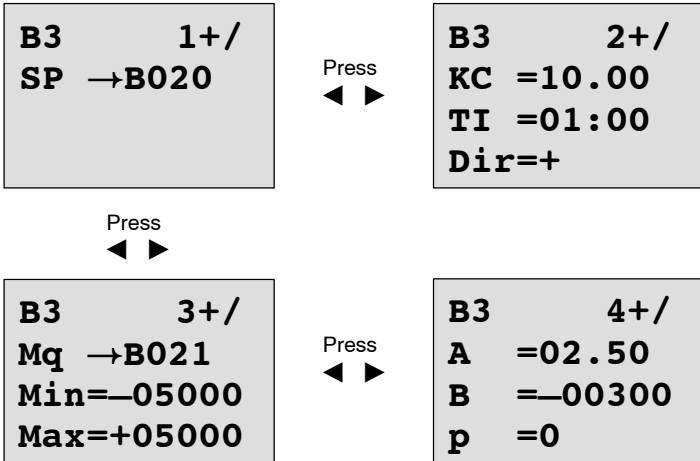 B3 1+/
SP →B020
Press
◀ ▶
B3 2+/
KC =10.00
TI =01:00
Dir=+
Press
◀ ▶
B3 3+/
Mq →B021
Min=–05000
Max=+05000
Press
◀ ▶
B3 4+/
A =02.50
B =–00300
p =0